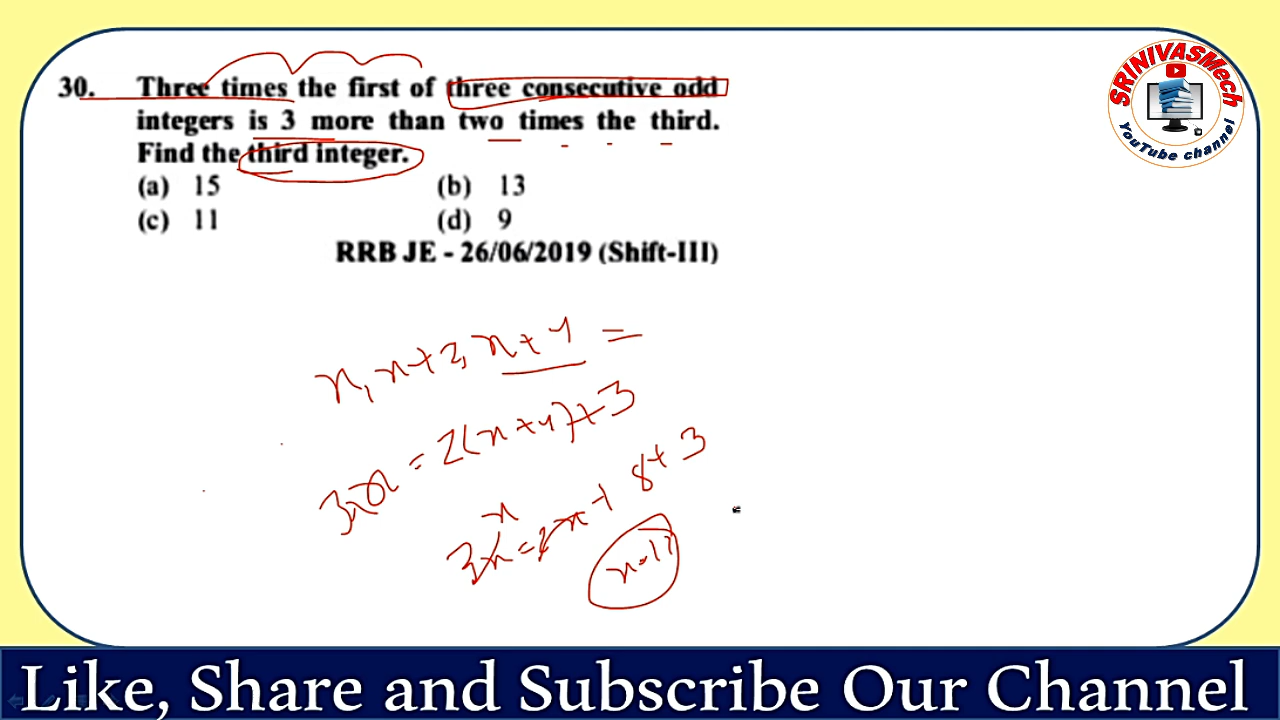 30. Three times the first of three consecutive odd
integers is 3 more than two times the third.
Find the third integer.
(a) 15 (b) 13
(c) 11 (d) 9
RRB JE - 26/06/2019 (Shift-III)
SRINIVASMech
YouTube channel
x, x+2, x+4 =
3x = 2(x+4)+3
x
3x = 2x + 8+3
x=11
Like, Share and Subscribe Our Channel